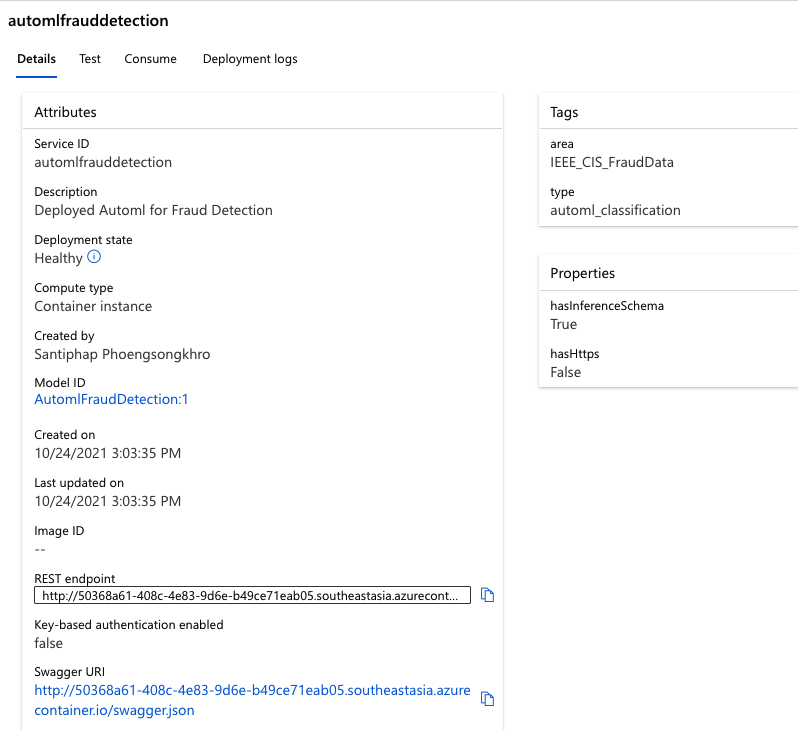 automlfrauddetection
Details Test Consume Deployment logs
Attributes
Service ID
automlfrauddetection
Description
Deployed Automl for Fraud Detection
Deployment state
Healthy
Compute type
Container instance
Created by
Santiphap Phoengsongkhro
Model ID
AutomlFraudDetection:1
Created on
10/24/2021 3:03:35 PM
Last updated on
10/24/2021 3:03:35 PM
Image ID
--
REST endpoint
http://50368a61-408c-4e83-9d6e-b49ce71eab05.southeastasia.azurecont...
Key-based authentication enabled
false
Swagger URI
http://50368a61-408c-4e83-9d6e-b49ce71eab05.southeastasia.azure
container.io/swagger.json
Tags
area
IEEE_CIS_FraudData
type
automl_classification
Properties
hasInferenceSchema
True
hasHttps
False